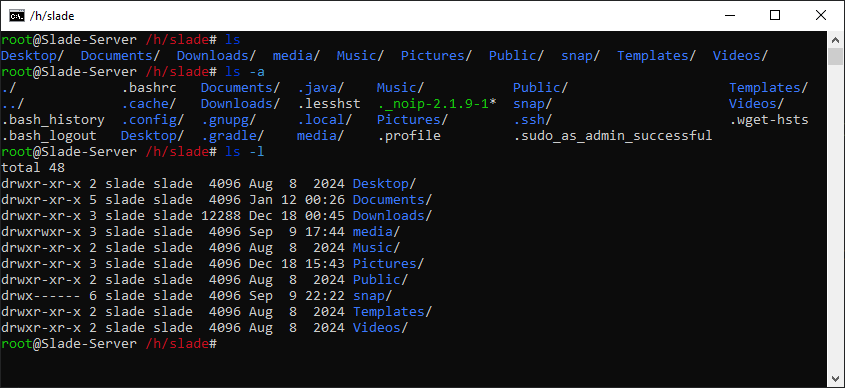 /h/slade
root@Slade-Server /h/slade# ls
Desktop/  Documents/  Downloads/  media/  Music/  Pictures/  Public/  snap/  Templates/  Videos/
root@Slade-Server /h/slade# ls -a
./             .bashrc   Documents/  .java/    Music/           Public/                    Templates/
../            .cache/   Downloads/  .lesshst  ._noip-2.1.9-1*  snap/                      Videos/
.bash_history  .config/  .gnupg/     .local/   Pictures/        .ssh/                      .wget-hsts
.bash_logout   Desktop/  .gradle/    media/    .profile         .sudo_as_admin_successful
root@Slade-Server /h/slade# ls -l
total 48
drwxr-xr-x 2 slade slade  4096 Aug  8  2024 Desktop/
drwxr-xr-x 5 slade slade  4096 Jan 12 00:26 Documents/
drwxr-xr-x 3 slade slade 12288 Dec 18 00:45 Downloads/
drwxrwxr-x 3 slade slade  4096 Sep  9 17:44 media/
drwxr-xr-x 2 slade slade  4096 Aug  8  2024 Music/
drwxr-xr-x 3 slade slade  4096 Dec 18 15:43 Pictures/
drwxr-xr-x 2 slade slade  4096 Aug  8  2024 Public/
drwx------ 6 slade slade  4096 Sep  9 22:22 snap/
drwxr-xr-x 2 slade slade  4096 Aug  8  2024 Templates/
drwxr-xr-x 2 slade slade  4096 Aug  8  2024 Videos/
root@Slade-Server /h/slade#